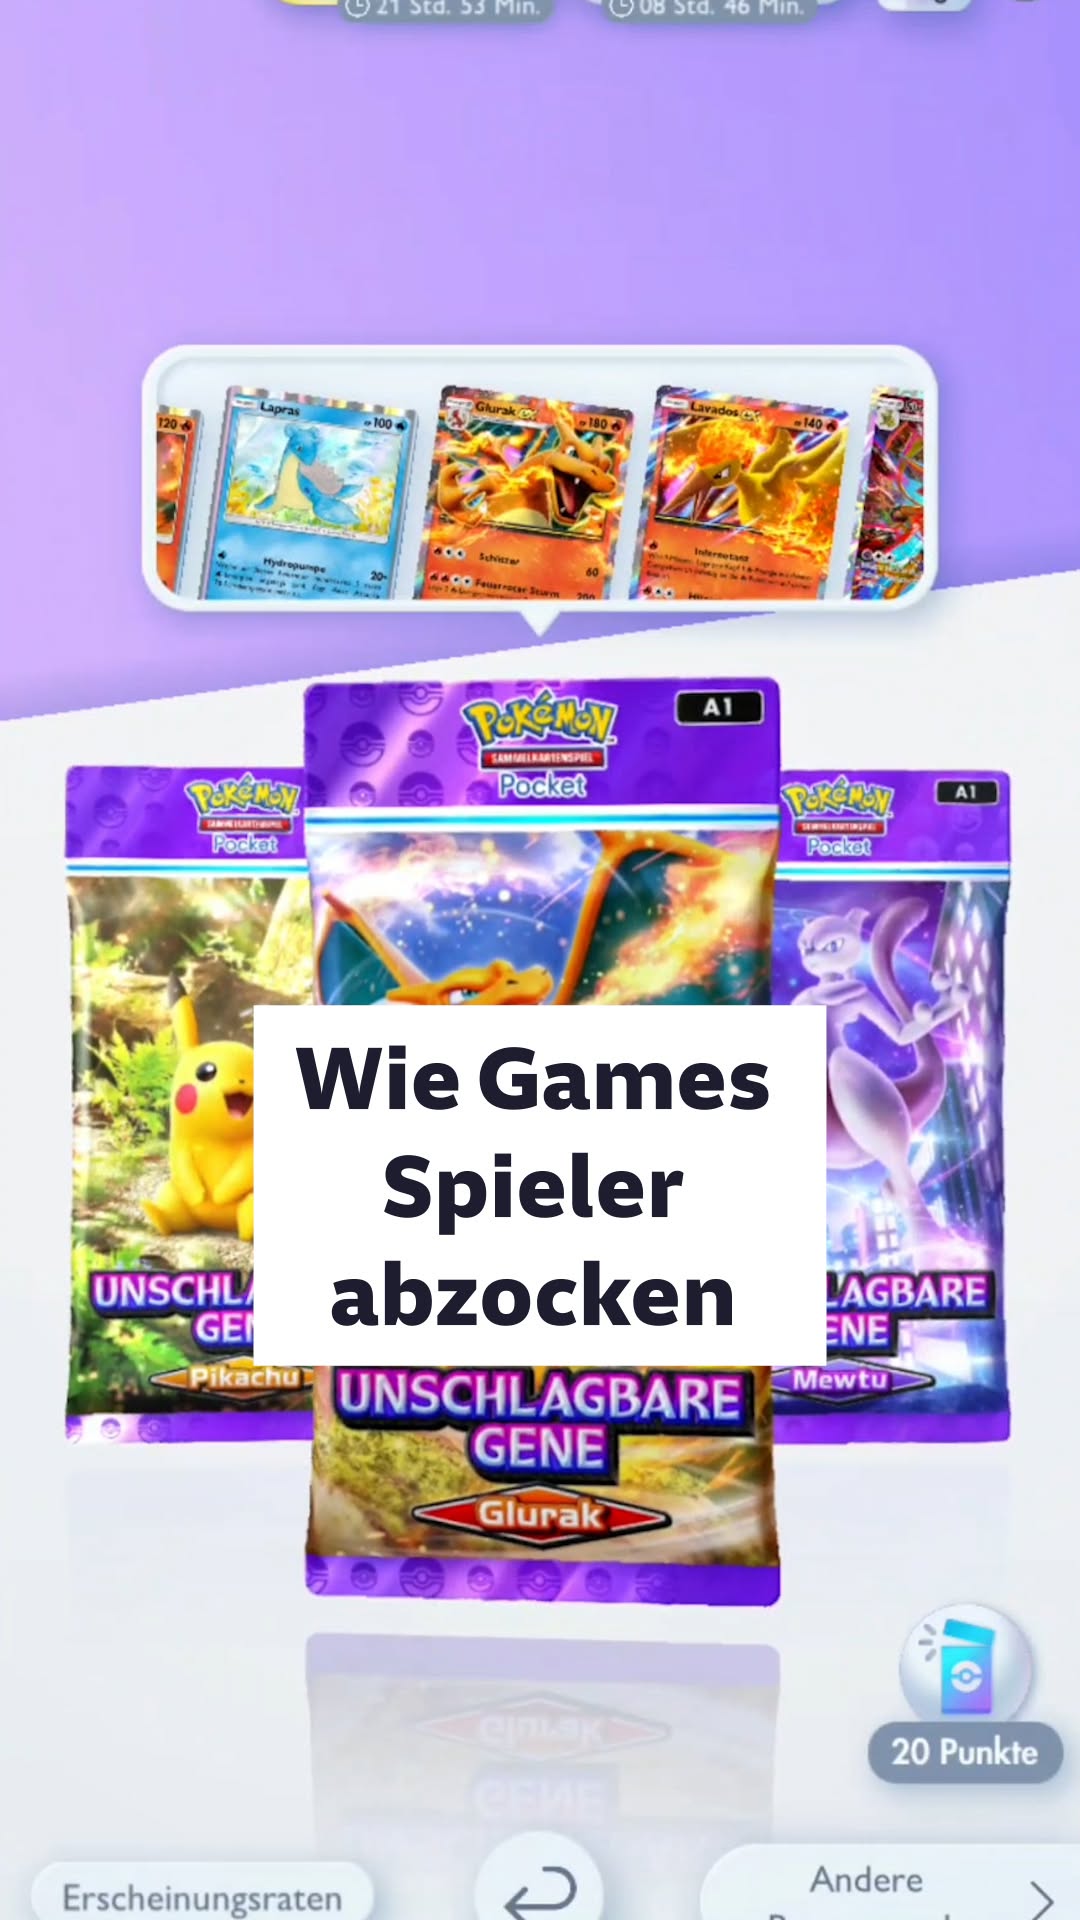 21 Std. 53 Min.
08 Std. 46 Min.
120
Lapras
100
Hydropumpe
20
Glurak ex
180
Schlitzer
60
Feuerroter Sturm
200
Lavados ex
140
Infernotanz
Pokémon
SAMMELKARTENSPIEL
Pocket
A1
Pokémon
SAMMELKARTENSPIEL
Pocket
Pokémon
SAMMELKARTENSPIEL
Pocket
A1
Wie Games
Spieler
abzocken
UNSCHLA
GEN
Pikachu
LAGBARE
ENE
Mewtu
UNSCHLAGBARE
GENE
Glurak
20 Punkte
Erscheinungsraten
Andere